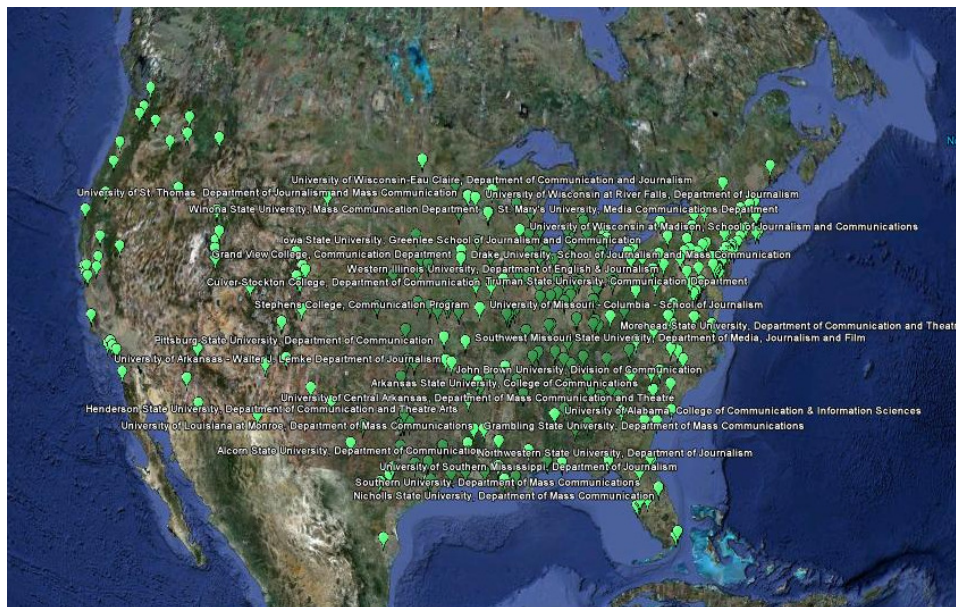 University of Wisconsin-Eau Claire, Department of Communication and Journalism
University of St. Thomas, Department of Journalism and Mass Communication
University of Wisconsin at River Falls, Department of Journalism
Winona State University, Mass Communication Department
St. Mary's University, Media Communications Department
University of Wisconsin at Madison, School of Journalism and Communications
Iowa State University, Greenlee School of Journalism and Communication
Grand View College, Communication Department
Drake University, School of Journalism and Mass Communication
Western Illinois University, Department of English & Journalism
Culver-Stockton College, Department of Communication
Truman State University, Communication Department
Stephens College, Communication Program
University of Missouri - Columbia - School of Journalism
Morehead State University, Department of Communication and Theatr
Pittsburg State University, Department of Communication
Southwest Missouri State University, Department of Media, Journalism and Film
University of Arkansas - Walter J. Lemke Department of Journalism
John Brown University, Division of Communication
Arkansas State University, College of Communications
University of Central Arkansas, Department of Mass Communication and Theatre
Henderson State University, Department of Communication and Theatre Arts
University of Alabama, College of Communication & Information Sciences
University of Louisiana at Monroe, Department of Mass Communications
Grambling State University, Department of Mass Communications
Alcorn State University, Department of Communication
Northwestern State University, Department of Journalism
University of Southern Mississippi, Department of Journalism
Southern University, Department of Mass Communications
Nicholls State University, Department of Mass Communication